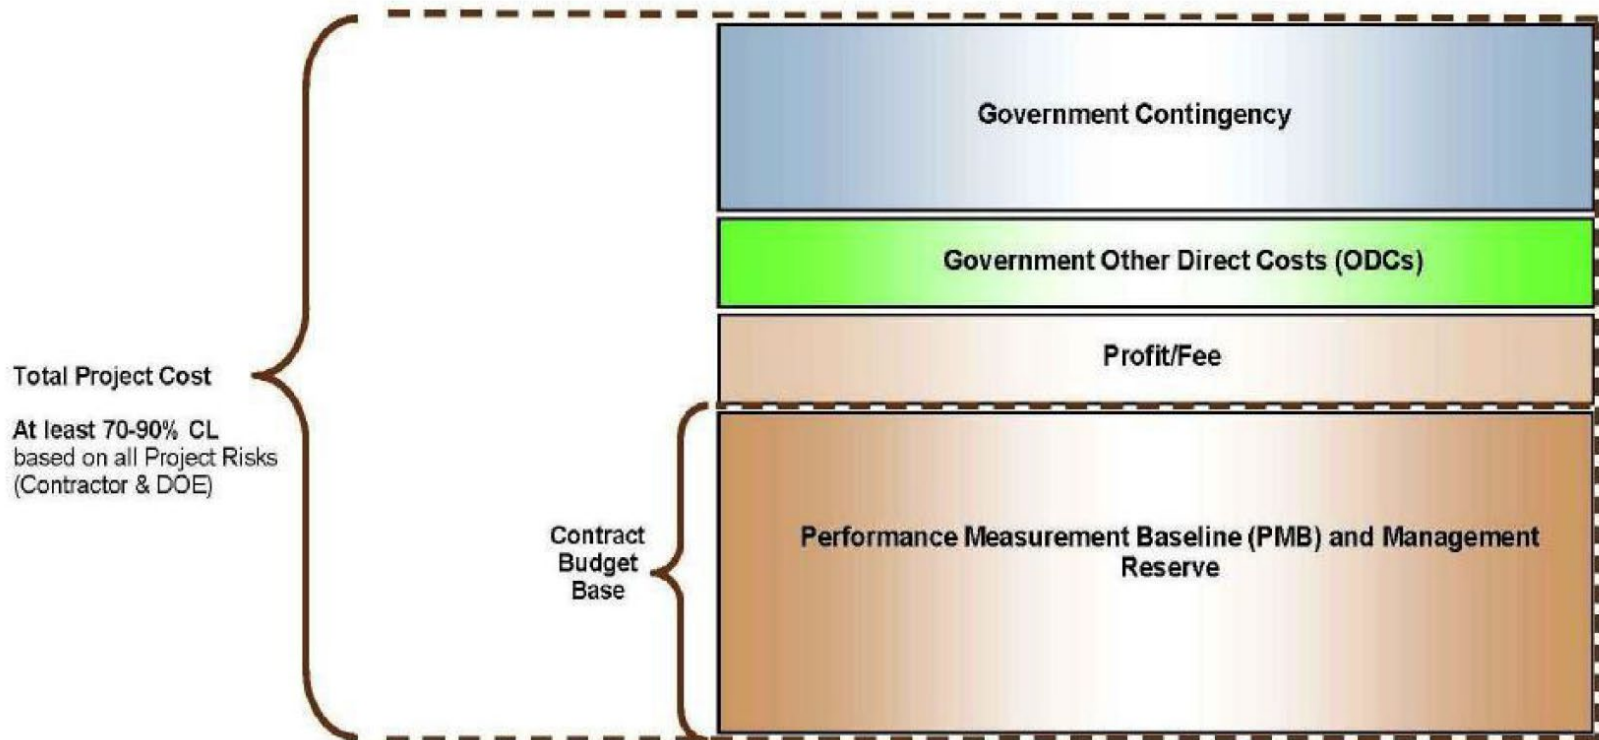 Government Contingency
Government Other Direct Costs (ODCs)
Profit/Fee
Total Project Cost
At least 70-90% CL
based on all Project Risks
(Contractor & DOE)
Contract
Budget
Base
Performance Measurement Baseline (PMB) and Management
Reserve